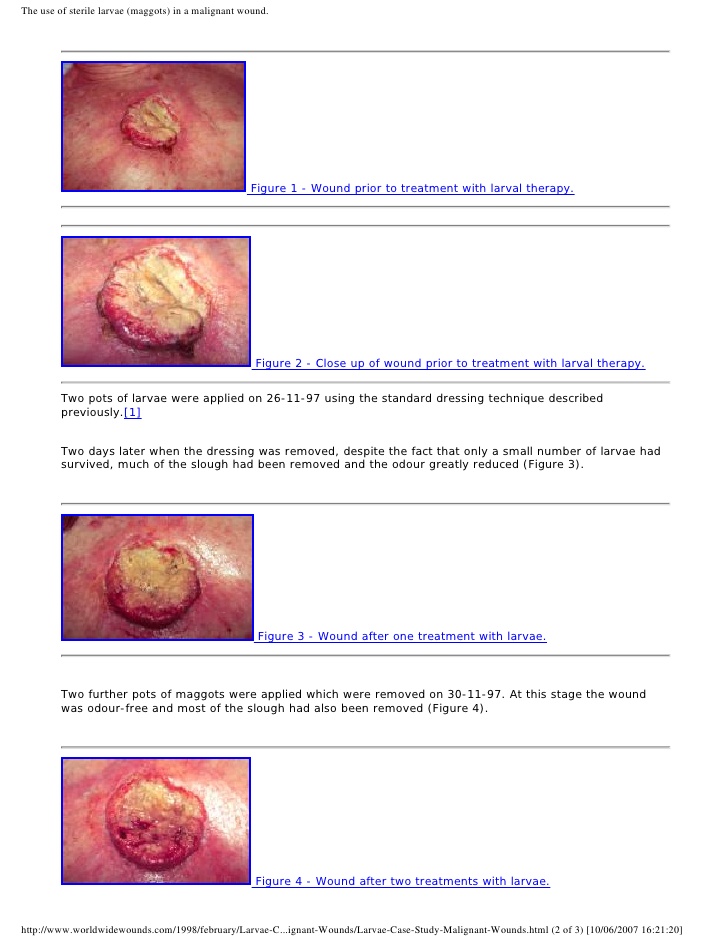 The use of sterile larvae (maggots) in a malignant wound.
Figure 1 - Wound prior to treatment with larval therapy.
Figure 2 - Close up of wound prior to treatment with larval therapy.
Two pots of larvae were applied on 26-11-97 using the standard dressing technique described
previously.[1]
Two days later when the dressing was removed, despite the fact that only a small number of larvae had
survived, much of the slough had been removed and the odour greatly reduced (Figure 3).
Figure 3 - Wound after one treatment with larvae.
Two further pots of maggots were applied which were removed on 30-11-97. At this stage the wound
was odour-free and most of the slough had also been removed (Figure 4).
Figure 4 - Wound after two treatments with larvae.
http://www.worldwidewounds.com/1998/february/Larvae-C...ignant-Wounds/Larvae-Case-Study-Malignant-Wounds.html (2 of 3) [10/06/2007 16:21:20]